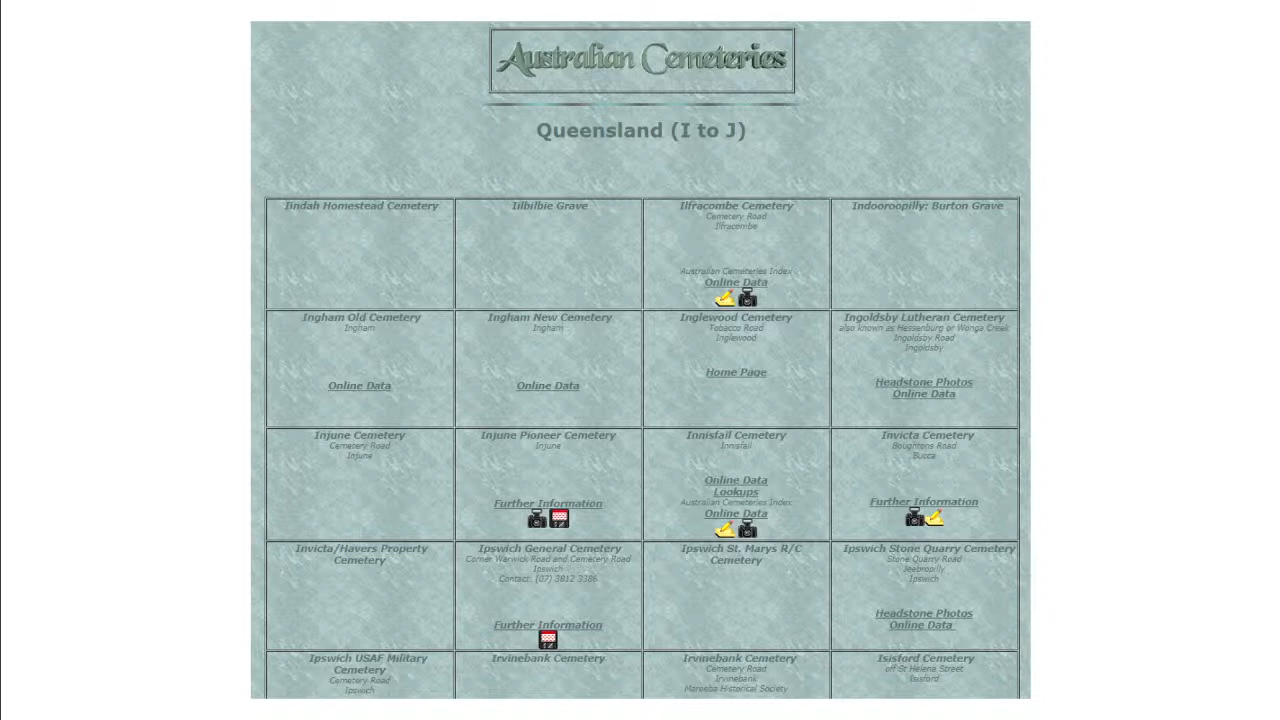 Australian Cemeteries
Queensland (I to J)
Iindah Homestead Cemetery
Iilbilbie Grave
Ilfracombe Cemetery
Cemetery Road
Ilfracombe
Australian Cemeteries Index
Online Data
Indooroopilly: Burton Grave
Ingham Old Cemetery
Ingham
Online Data
Ingham New Cemetery
Ingham
Online Data
Inglewood Cemetery
Tobacco Road
Inglewood
Home Page
Ingoldsby Lutheran Cemetery
also known as Hessenburg or Wonga Creek
Ingoldsby Road
Ingoldsby
Headstone Photos
Online Data
Injune Cemetery
Cemetery Road
Injune
Injune Pioneer Cemetery
Injune
Further Information
Innisfail Cemetery
Innisfail
Online Data
Lookups
Australian Cemeteries Index
Online Data
Invicta Cemetery
Boughtons Road
Bucca
Further Information
Invicta/Havers Property
Cemetery
Ipswich General Cemetery
Corner Warwick Road and Cemetery Road
Ipswich
Contact: (07) 3812 3386
Further Information
Ipswich St. Marys R/C
Cemetery
Ipswich Stone Quarry Cemetery
Stone Quarry Road
Jeebropilly
Ipswich
Headstone Photos
Online Data
Ipswich USAF Military
Cemetery
Cemetery Road
Ipswich
Irvinebank Cemetery
Irvinebank Cemetery
Cemetery Road
Irvinebank
Mareeba Historical Society
Isisford Cemetery
off St Helena Street
Isisford